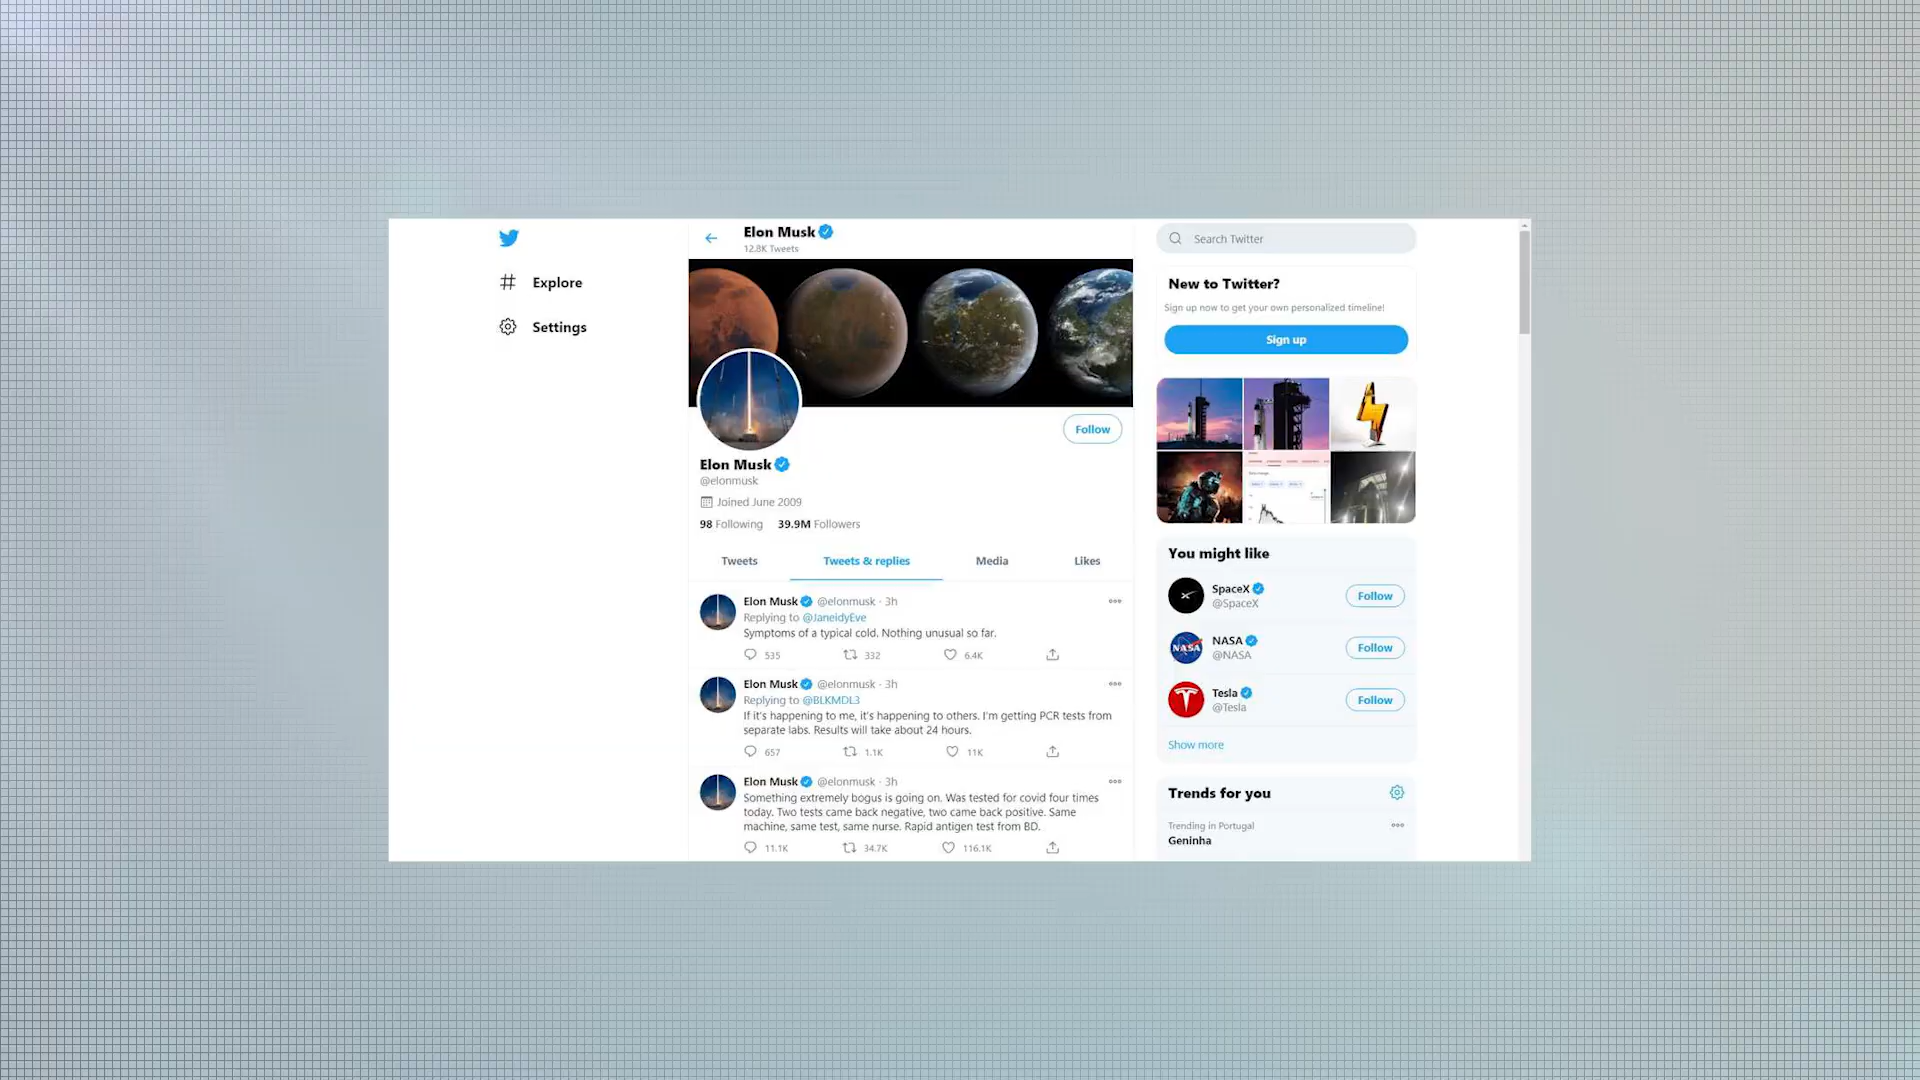 Explore
Settings
Elon Musk
12.8K Tweets
Follow
Elon Musk
@elonmusk
Joined June 2009
98 Following 39.9M Followers
Tweets Tweets & replies Media Likes
Elon Musk @elonmusk · 3h
Replying to @JaneidyEve
Symptoms of a typical cold. Nothing unusual so far.
535 332 6.4K
Elon Musk @elonmusk · 3h
Replying to @BLKMDL3
If it's happening to me, it's happening to others. I'm getting PCR tests from
separate labs. Results will take about 24 hours.
657 1.1K 11K
Elon Musk @elonmusk · 3h
Something extremely bogus is going on. Was tested for covid four times
today. Two tests came back negative, two came back positive. Same
machine, same test, same nurse. Rapid antigen test from BD.
11.1K 34.7K 116.1K
Search Twitter
New to Twitter?
Sign up now to get your own personalized timeline!
Sign up
You might like
SpaceX
@SpaceX
Follow
NASA
NASA
@NASA
Follow
Tesla
@Tesla
Follow
Show more
Trends for you
Trending in Portugal
Geninha